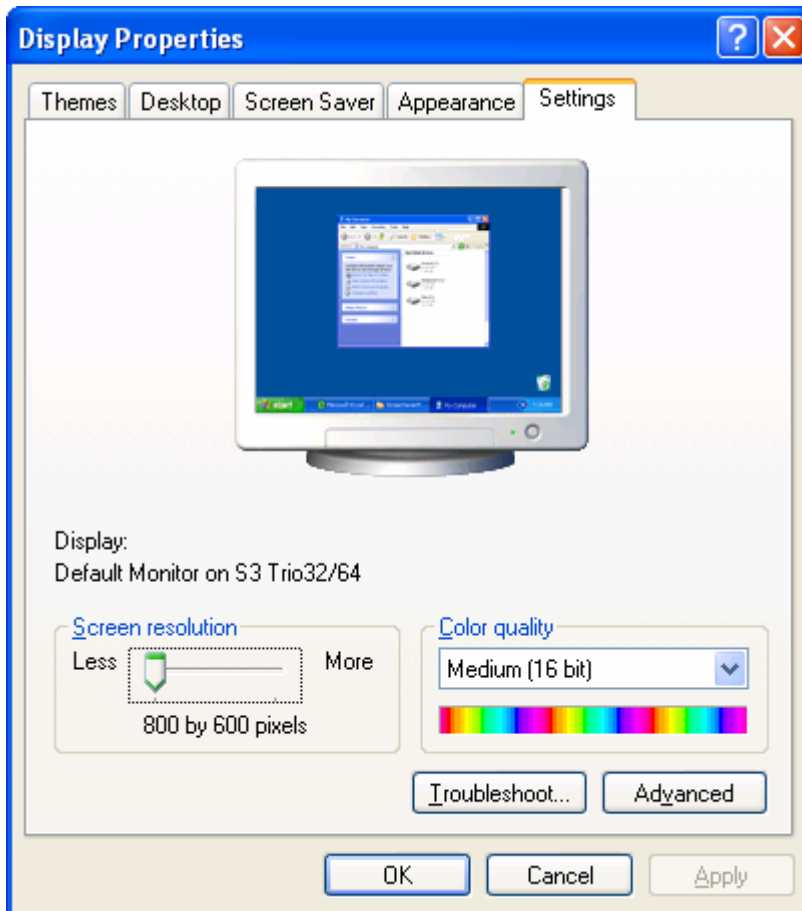 Display Properties
Themes Desktop Screen Saver Appearance Settings
start
Display:
Default Monitor on S3 Trio32/64
Screen resolution
Less More
800 by 600 pixels
Color quality
Medium (16 bit)
Troubleshoot... Advanced
OK Cancel Apply